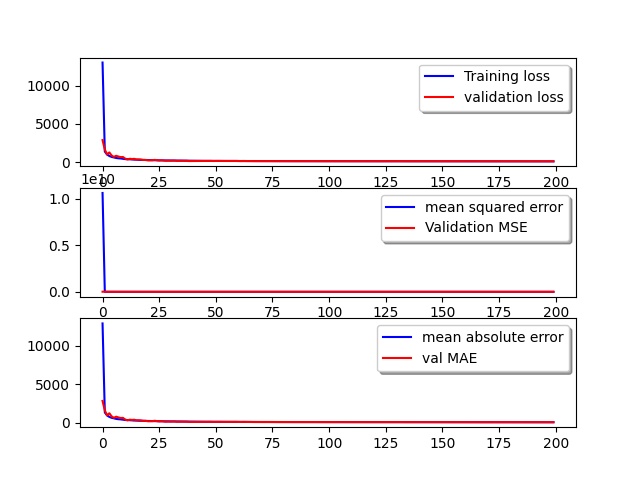 Training loss
validation loss
10000
5000
0
0 25 50 75 100 125 150 175 200
1e10
mean squared error
Validation MSE
1.0
0.5
0.0
0 25 50 75 100 125 150 175 200
mean absolute error
val MAE
10000
5000
0
0 25 50 75 100 125 150 175 200